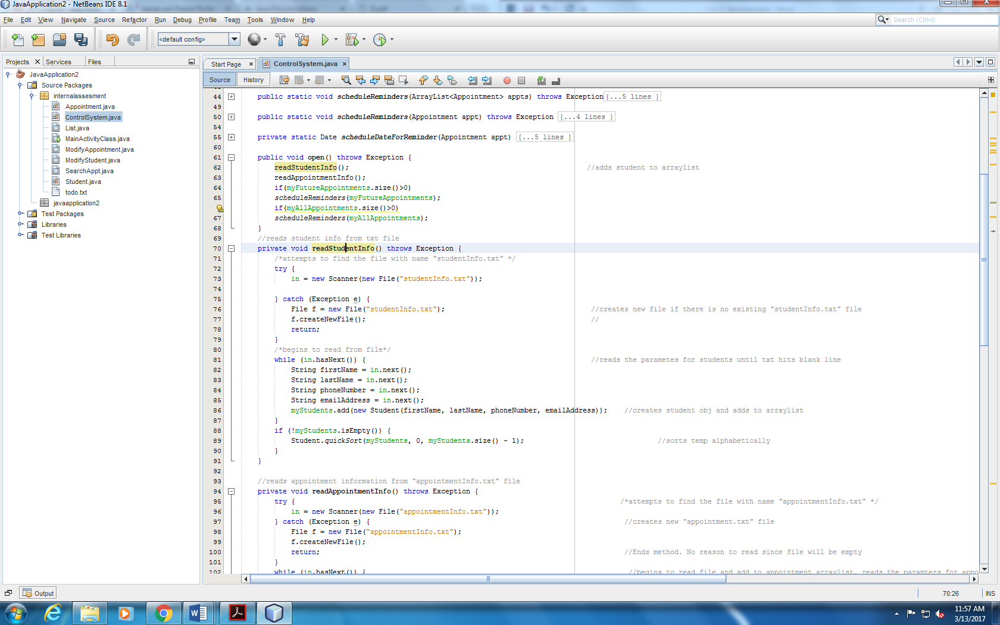 JavaApplication2 - NetBeans IDE 8.1
File Edit View Navigate Source Refactor Run Debug Profile Team Tools Window Help
Search (Ctrl+I)
<default config>
Projects Services Files
JavaApplication2
Source Packages
internalassesment
Appointment.java
ControlSystem.java
List.java
MainActivityClass.java
ModifyAppointment.java
ModifyStudent.java
SearchAppt.java
Student.java
todo.txt
javaapplication2
Test Packages
Libraries
Test Libraries
Start Page ControlSystem.java
Source History
44 public static void scheduleReminders(ArrayList<Appointment> appts) throws Exception{...5 lines }
49
50 public static void scheduleReminders(Appointment appt) throws Exception {...4 lines }
54
55 private static Date scheduleDateForReminder(Appointment appt) {...5 lines }
60
61 public void open() throws Exception {
62 readStudentInfo(); //adds student to arraylist
63 readAppointmentInfo();
64 if(myFutureAppointments.size()>0)
65 scheduleReminders(myFutureAppointments);
if(myAllAppointments.size()>0)
67 scheduleReminders(myAllAppointments);
68 }
69 //reads student info from txt file
70 private void readStudentInfo() throws Exception {
71 /*attempts to find the file with name "studentInfo.txt" */
72 try {
73 in = new Scanner(new File("studentInfo.txt"));
74
75 } catch (Exception e) {
76 File f = new File("studentInfo.txt"); //creates new file if there is no existing "studentInfo.txt" file
77 f.createNewFile(); //
78 return;
79 }
80 /*begins to read from file*/
81 while (in.hasNext()) { //reads the parametes for students until txt hits blank line
82 String firstName = in.next();
83 String lastName = in.next();
84 String phoneNumber = in.next();
85 String emailAddress = in.next();
86 myStudents.add(new Student(firstName, lastName, phoneNumber, emailAddress)); //creates student obj and adds to arraylist
87 }
88 if (!myStudents.isEmpty()) {
89 Student.quickSort(myStudents, 0, myStudents.size() - 1); //sorts temp alphabetically
90 }
91 }
92
93 //reads appointment information from "appointmentInfo.txt" file
94 private void readAppointmentInfo() throws Exception {
95 try { /*attempts to find the file with name "appointmentInfo.txt" */
96 in = new Scanner(new File("appointmentInfo.txt"));
97 } catch (Exception e) { //creates new "appointment.txt" file
98 File f = new File("appointmentInfo.txt");
99 f.createNewFile();
100 return; //Ends method. No reason to read since file will be empty
101 }
102 while (in.hasNext()) { //begins to read file and add to appointment arraylist. reads the paramters for appo
Output
70:26 INS
11:57 AM
3/13/2017